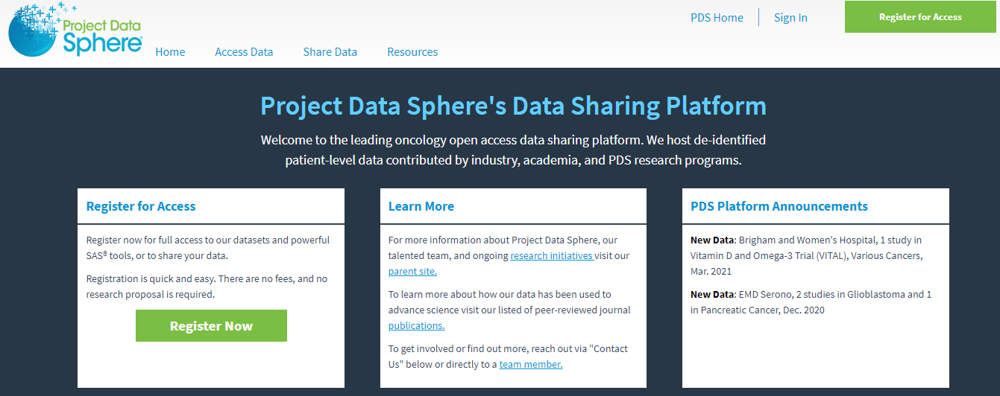 Project Data
Sphere®
PDS Home
Sign In
Register for Access
Home
Access Data
Share Data
Resources
Project Data Sphere's Data Sharing Platform
Welcome to the leading oncology open access data sharing platform. We host de-identified
patient-level data contributed by industry, academia, and PDS research programs.
Register for Access
Register now for full access to our datasets and powerful
SAS® tools, or to share your data.
Registration is quick and easy. There are no fees, and no
research proposal is required.
Register Now
Learn More
For more information about Project Data Sphere, our
talented team, and ongoing research initiatives visit our
parent site.
To learn more about how our data has been used to
advance science visit our listed of peer-reviewed journal
publications.
To get involved or find out more, reach out via "Contact
Us" below or directly to a team member.
PDS Platform Announcements
New Data: Brigham and Women's Hospital, 1 study in
Vitamin D and Omega-3 Trial (VITAL), Various Cancers,
Mar. 2021
New Data: EMD Serono, 2 studies in Glioblastoma and 1
in Pancreatic Cancer, Dec. 2020